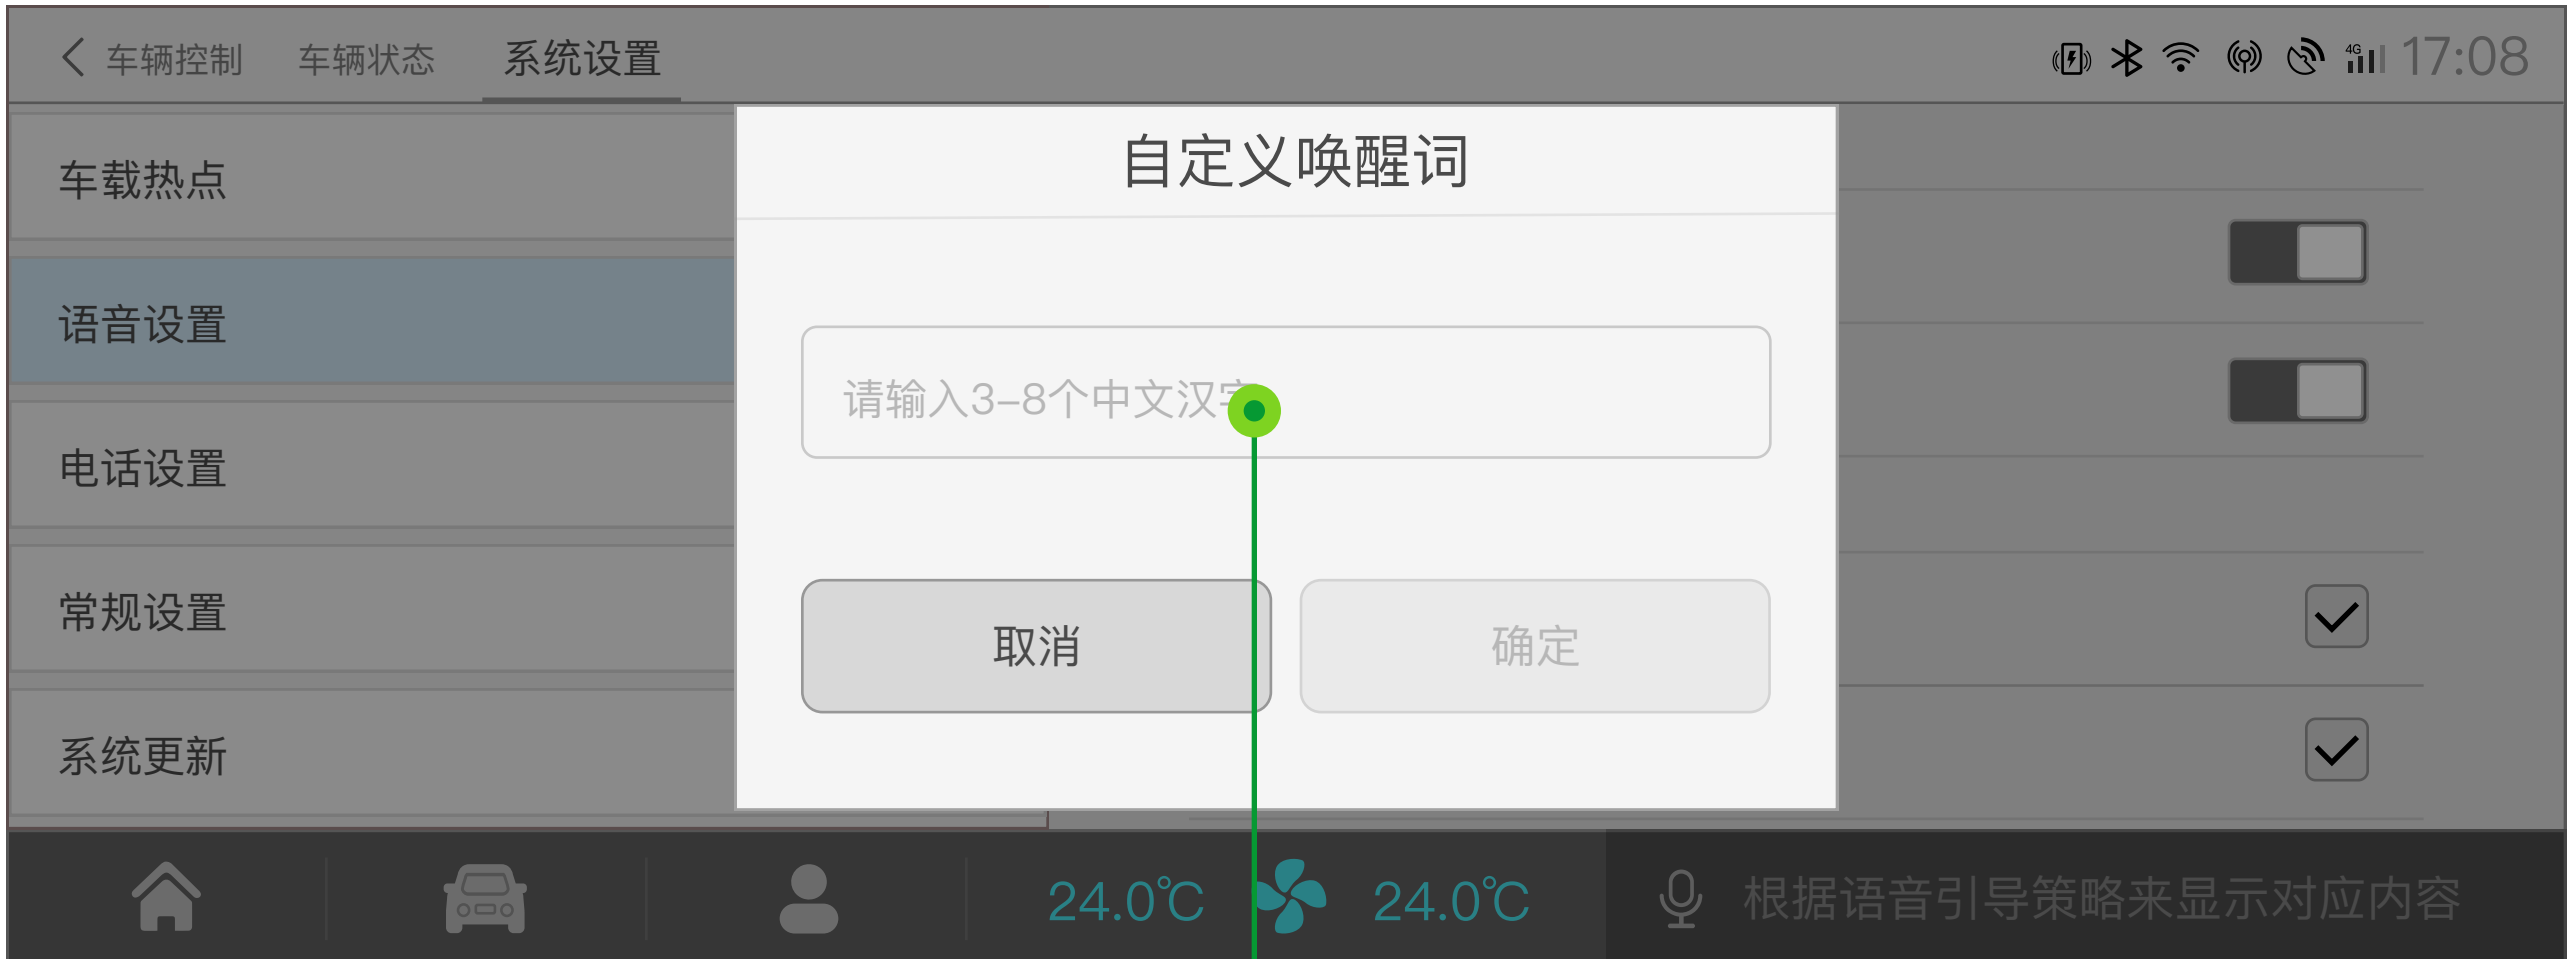 车辆控制 车辆状态 系统设置 4G 17:08
自定义唤醒词
车载热点
语音设置
请输入3-8个中文汉字
电话设置
常规设置
取消 确定
系统更新
24.0℃ 24.0℃ 根据语音引导策略来显示对应内容